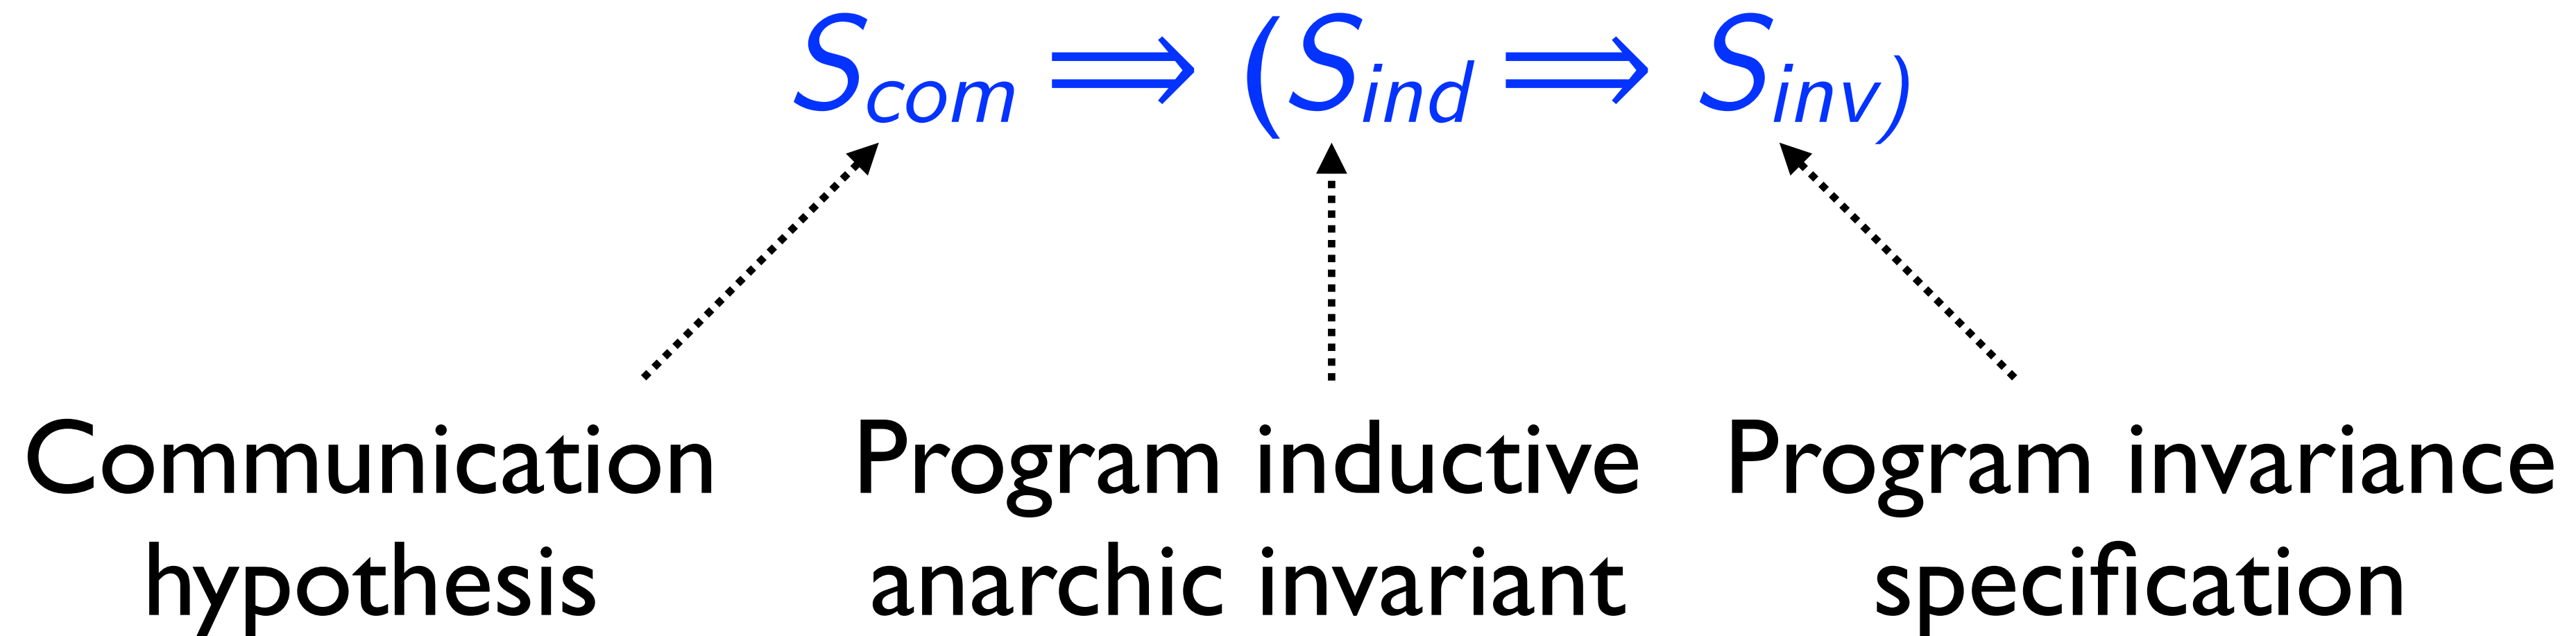 S_com ⟹ (S_ind ⟹ S_inv)
Communication Program inductive Program invariance
hypothesis anarchic invariant specification